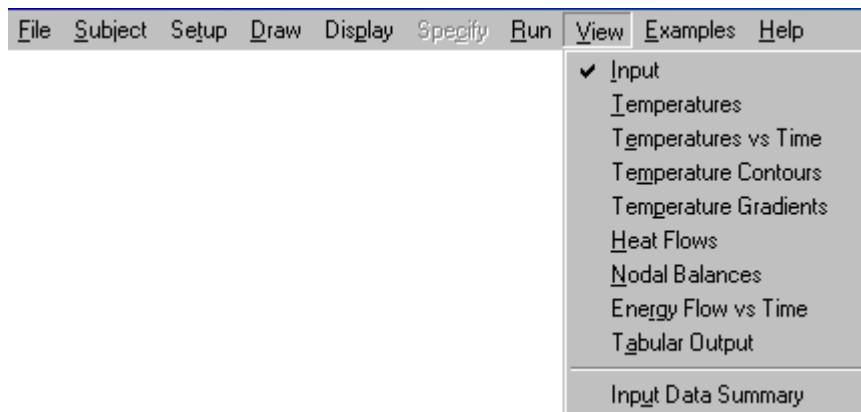 File Subject Setup Draw Display Specify Run View Examples Help
Input
Temperatures
Temperatures vs Time
Temperature Contours
Temperature Gradients
Heat Flows
Nodal Balances
Energy Flow vs Time
Tabular Output
Input Data Summary